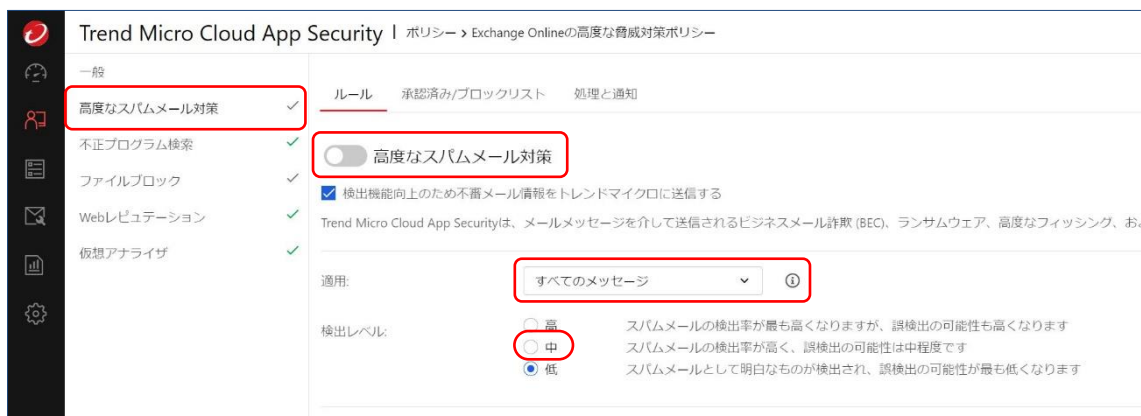 Trend Micro Cloud App Security | ポリシー > Exchange Onlineの高度な脅威対策ポリシー
一般
高度なスパムメール対策
不正プログラム検索
ファイルブロック
Webレピュテーション
仮想アナライザ
ルール 承認済み/ブロックリスト 処理と通知
高度なスパムメール対策
検出機能向上のため不審メール情報をトレンドマイクロに送信する
Trend Micro Cloud App Securityは、メールメッセージを介して送信されるビジネスメール詐欺 (BEC)、ランサムウェア、高度なフィッシング、お
適用: すべてのメッセージ
検出レベル: 高 スパムメールの検出率が最も高くなりますが、誤検出の可能性も高くなります
中 スパムメールの検出率が高く、誤検出の可能性は中程度です
低 スパムメールとして明白なものが検出され、誤検出の可能性が最も低くなります